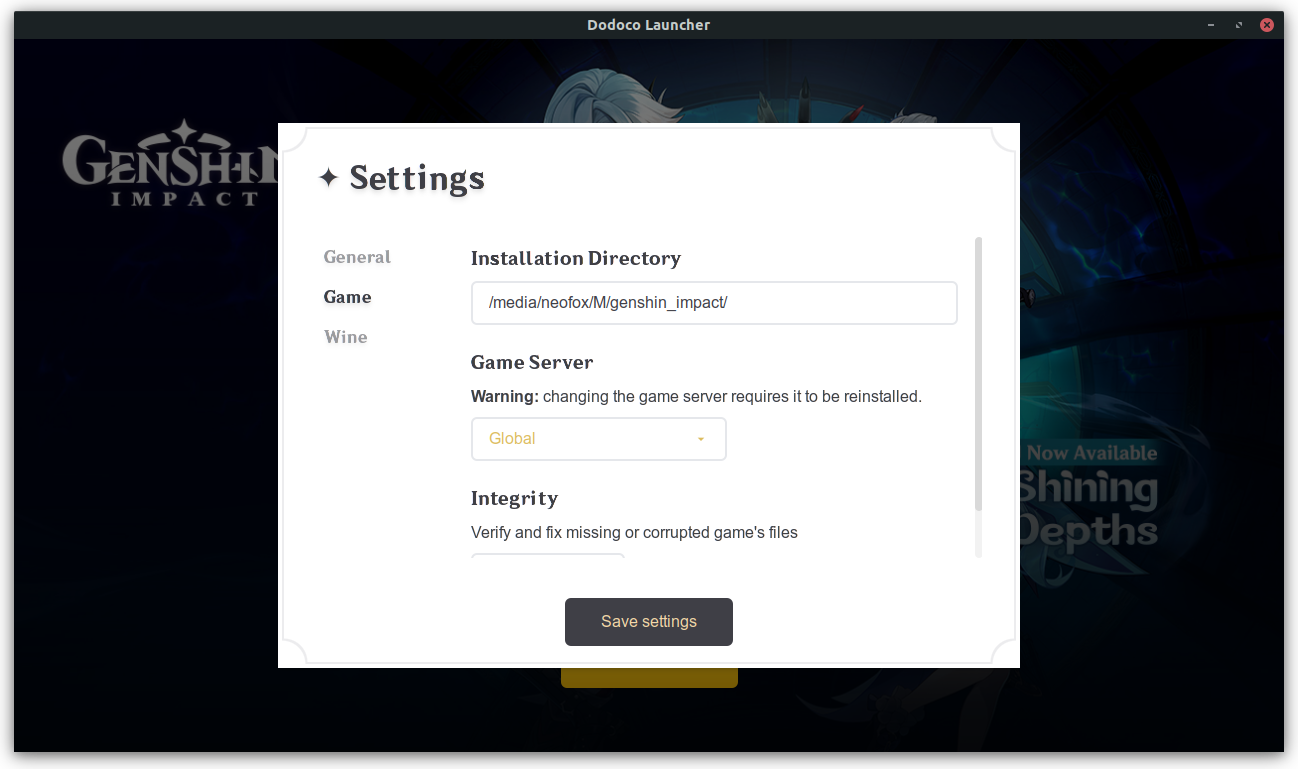 Dodoco Launcher
GENSHIN
IMPACT
Settings
General
Game
Wine
Installation Directory
/media/neofox/M/genshin_impact/
Game Server
Warning: changing the game server requires it to be reinstalled.
Global
Integrity
Verify and fix missing or corrupted game's files
Save settings
Now Available
Shining
Depths